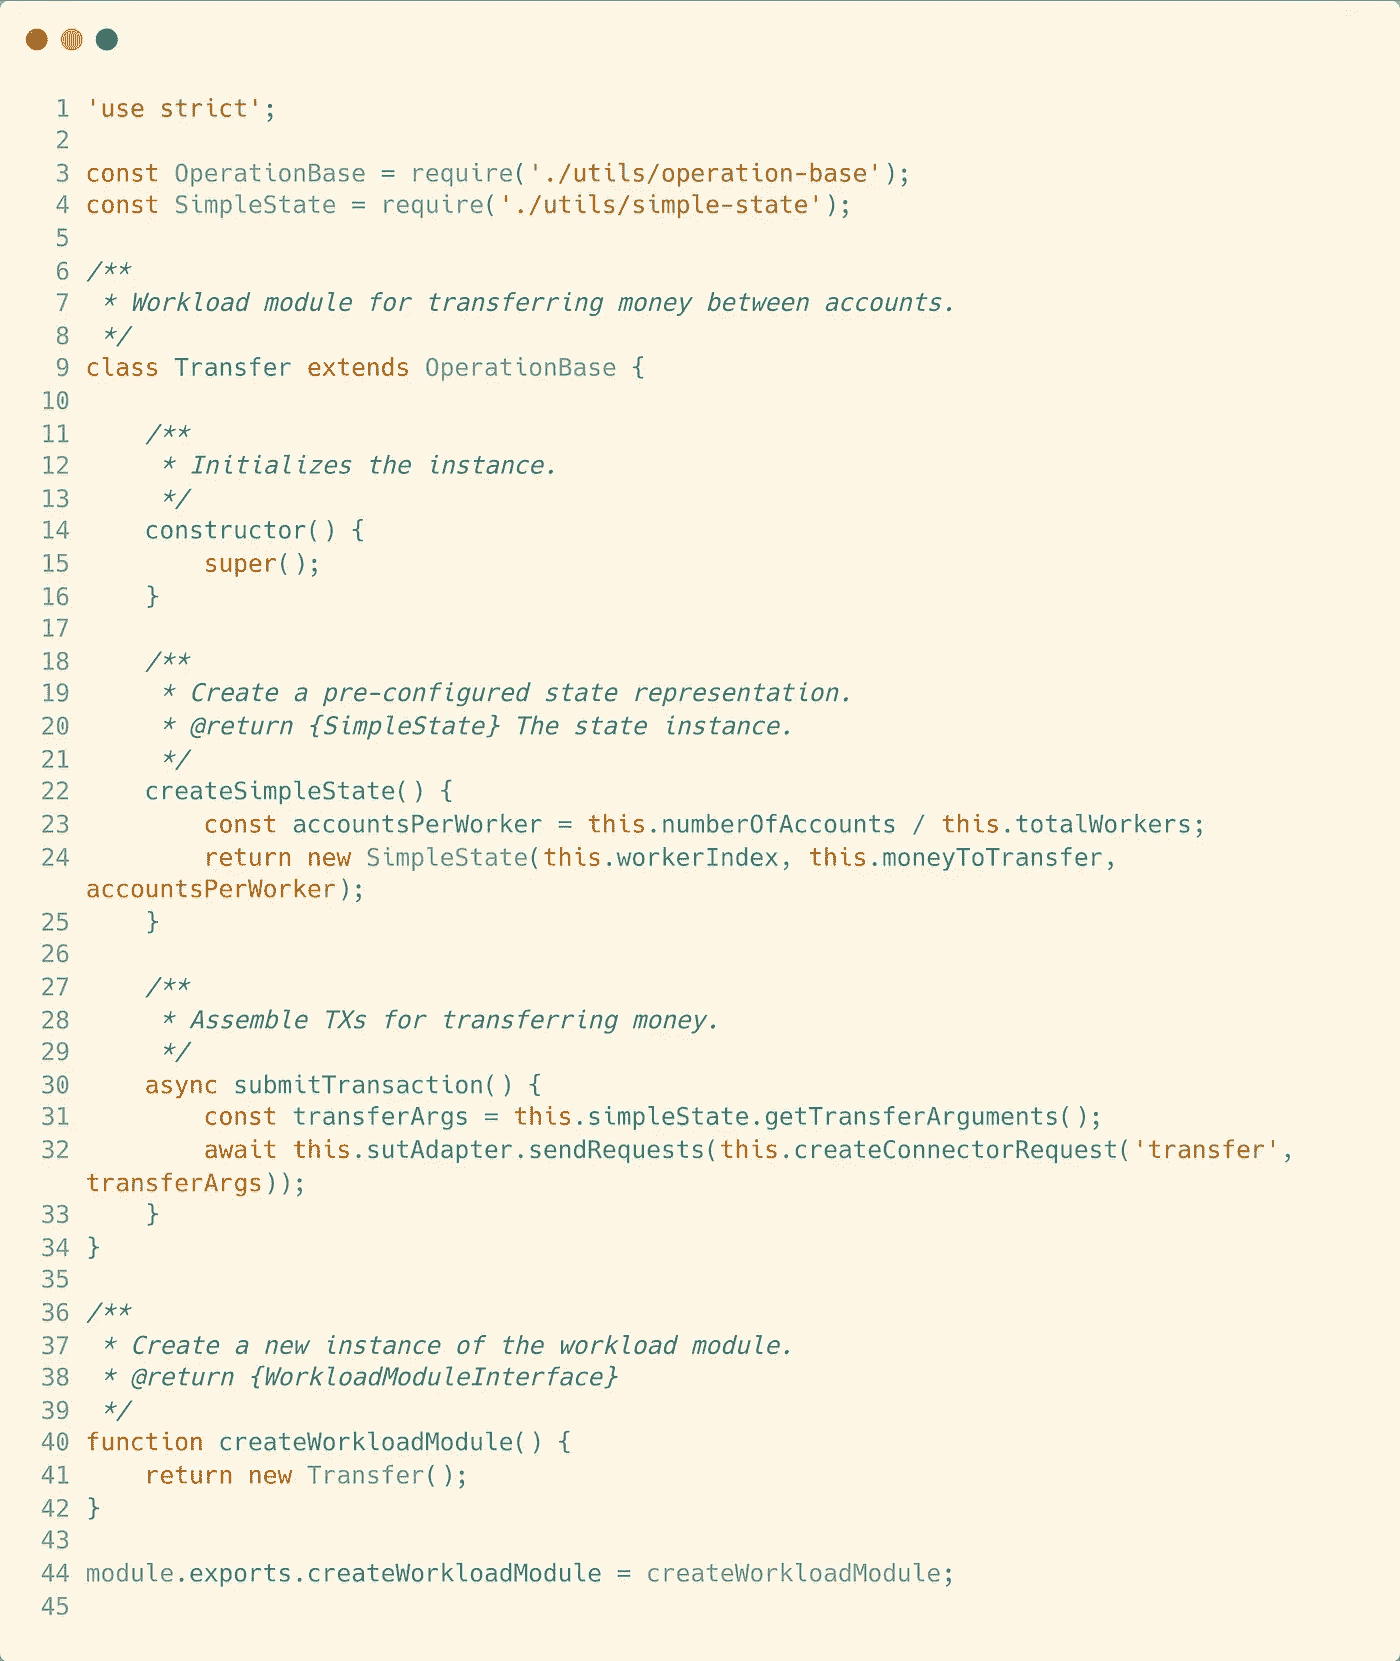 1 'use strict';
2
3 const OperationBase = require('./utils/operation-base');
4 const SimpleState = require('./utils/simple-state');
5
6 /**
7  * Workload module for transferring money between accounts.
8  */
9 class Transfer extends OperationBase {
10
11     /**
12      * Initializes the instance.
13      */
14     constructor() {
15         super();
16     }
17
18     /**
19      * Create a pre-configured state representation.
20      * @return {SimpleState} The state instance.
21      */
22     createSimpleState() {
23         const accountsPerWorker = this.numberOfAccounts / this.totalWorkers;
24         return new SimpleState(this.workerIndex, this.moneyToTransfer,
accountsPerWorker);
25     }
26
27     /**
28      * Assemble TXs for transferring money.
29      */
30     async submitTransaction() {
31         const transferArgs = this.simpleState.getTransferArguments();
32         await this.sutAdapter.sendRequests(this.createConnectorRequest('transfer',
transferArgs));
33     }
34 }
35
36 /**
37  * Create a new instance of the workload module.
38  * @return {WorkloadModuleInterface}
39  */
40 function createWorkloadModule() {
41     return new Transfer();
42 }
43
44 module.exports.createWorkloadModule = createWorkloadModule;
45